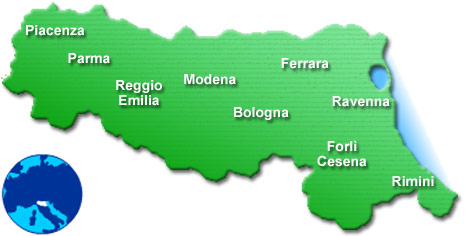 Piacenza
Parma
Reggio
Emilia
Modena
Ferrara
Bologna
Ravenna
Forlì
Cesena
Rimini